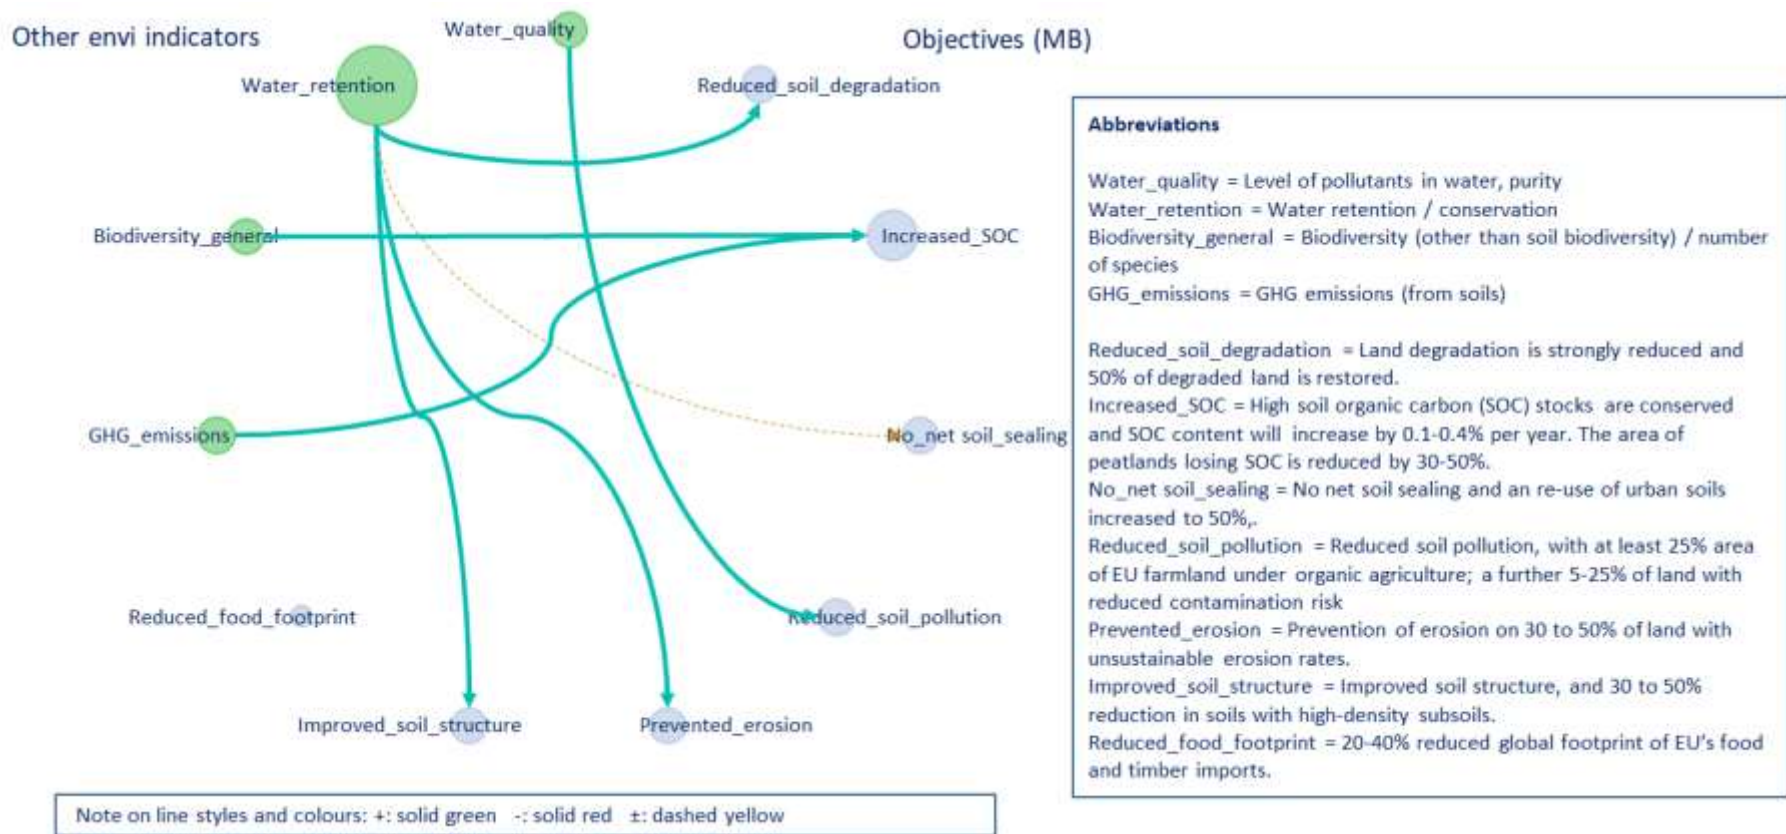 Other envi indicators
Water_quality
Objectives (MB)
Water_retention
Reduced_soil_degradation
Biodiversity_general
Increased_SOC
GHG_emissions
No_net soil_sealing
Reduced_food_footprint
Reduced_soil_pollution
Improved_soil_structure
Prevented_erosion
Abbreviations
Water_quality = Level of pollutants in water, purity
Water_retention = Water retention / conservation
Biodiversity_general = Biodiversity (other than soil biodiversity) / number
of species
GHG_emissions = GHG emissions (from soils)
Reduced_soil_degradation = Land degradation is strongly reduced and
50% of degraded land is restored.
Increased_SOC = High soil organic carbon (SOC) stocks are conserved
and SOC content will increase by 0.1-0.4% per year. The area of
peatlands losing SOC is reduced by 30-50%.
No_net soil_sealing = No net soil sealing and an re-use of urban soils
increased to 50%,.
Reduced_soil_pollution = Reduced soil pollution, with at least 25% area
of EU farmland under organic agriculture; a further 5-25% of land with
reduced contamination risk
Prevented_erosion = Prevention of erosion on 30 to 50% of land with
unsustainable erosion rates.
Improved_soil_structure = Improved soil structure, and 30 to 50%
reduction in soils with high-density subsoils.
Reduced_food_footprint = 20-40% reduced global footprint of EU's food
and timber imports.
Note on line styles and colours: +: solid green -: solid red ±: dashed yellow